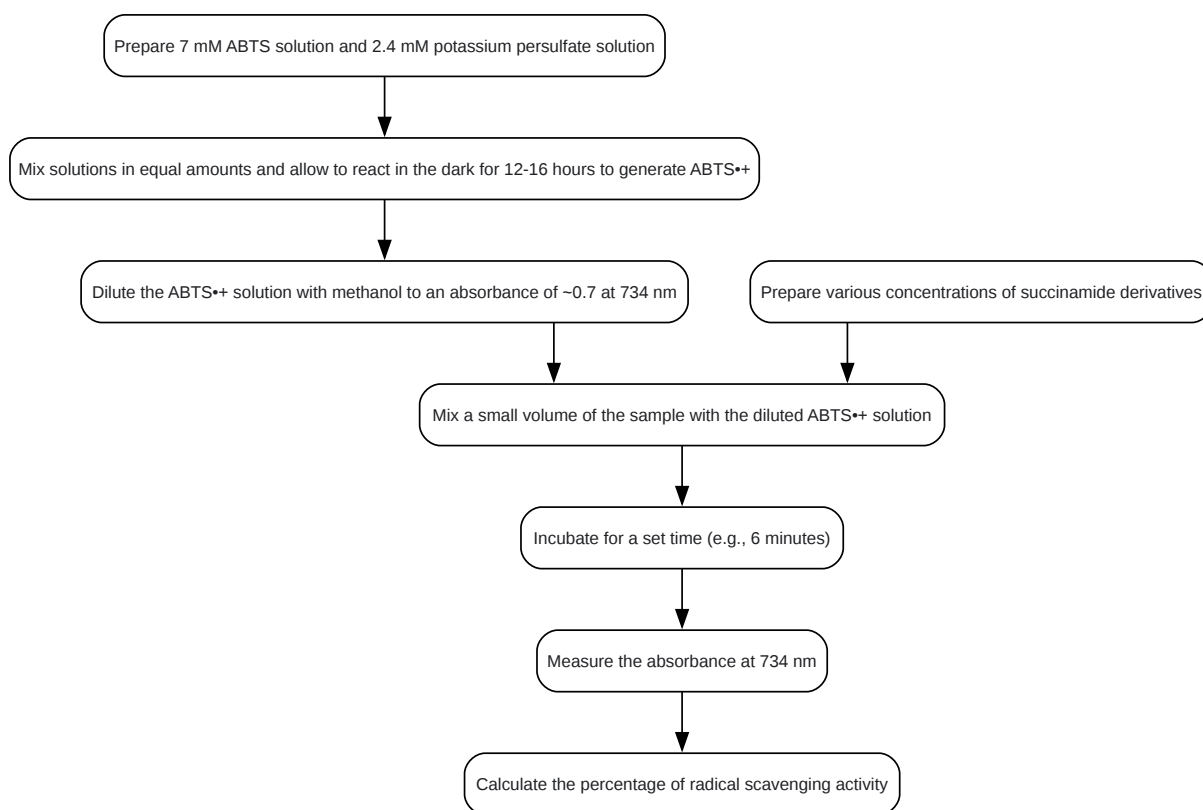 Prepare 7 mM ABTS solution and 2.4 mM potassium persulfate solution
Mix solutions in equal amounts and allow to react in the dark for 12-16 hours to generate ABTS•+
Dilute the ABTS•+ solution with methanol to an absorbance of ~0.7 at 734 nm
Prepare various concentrations of succinamide derivatives
Mix a small volume of the sample with the diluted ABTS•+ solution
Incubate for a set time (e.g., 6 minutes)
Measure the absorbance at 734 nm
Calculate the percentage of radical scavenging activity